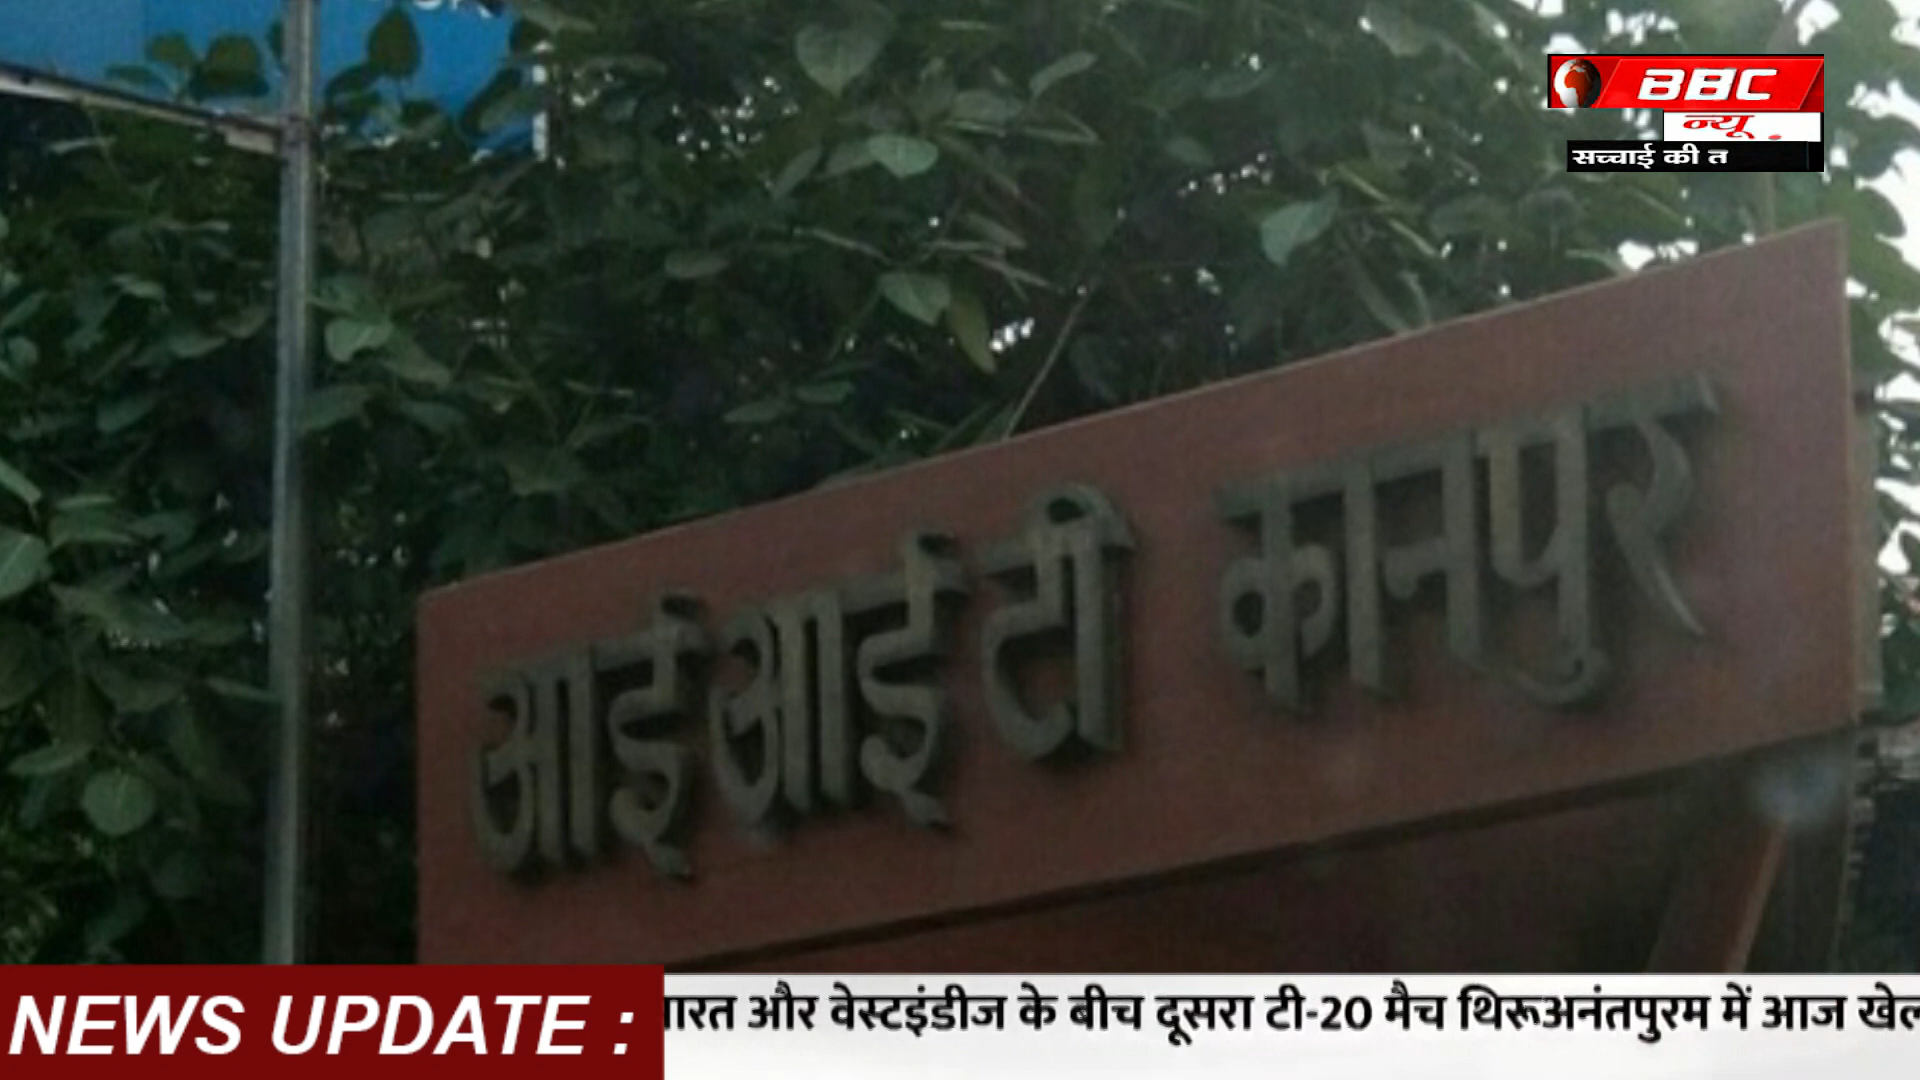 BBC
न्यू
सच्चाई की त
आईआईटी कानपुर
NEWS UPDATE :
भारत और वेस्टइंडीज के बीच दूसरा टी-20 मैच थिरूअनंतपुरम में आज